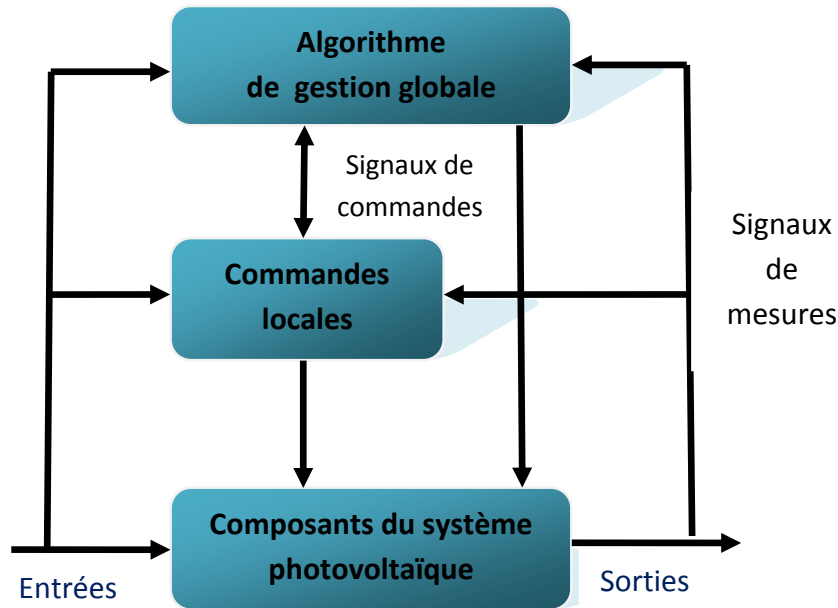 Algorithme
de gestion globale
Signaux de
commandes
Commandes
locales
Signaux
de
mesures
Composants du système
photovoltaïque
Entrées
Sorties